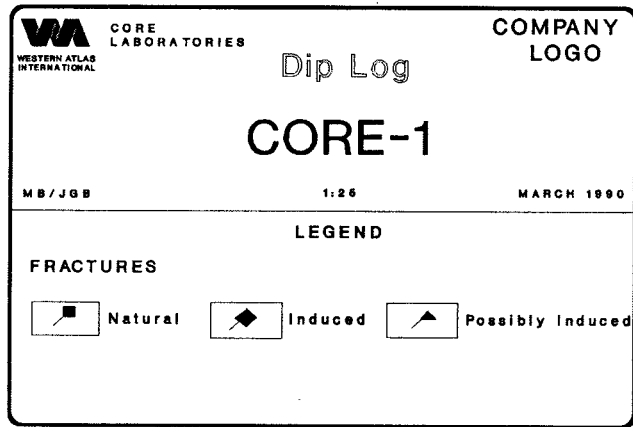 WA
CORE
LABORATORIES
WESTERN ATLAS
INTERNATIONAL
COMPANY
LOGO
Dip Log
CORE-1
MB/JGB 1:25 MARCH 1990
LEGEND
FRACTURES
Natural Induced Possibly Induced